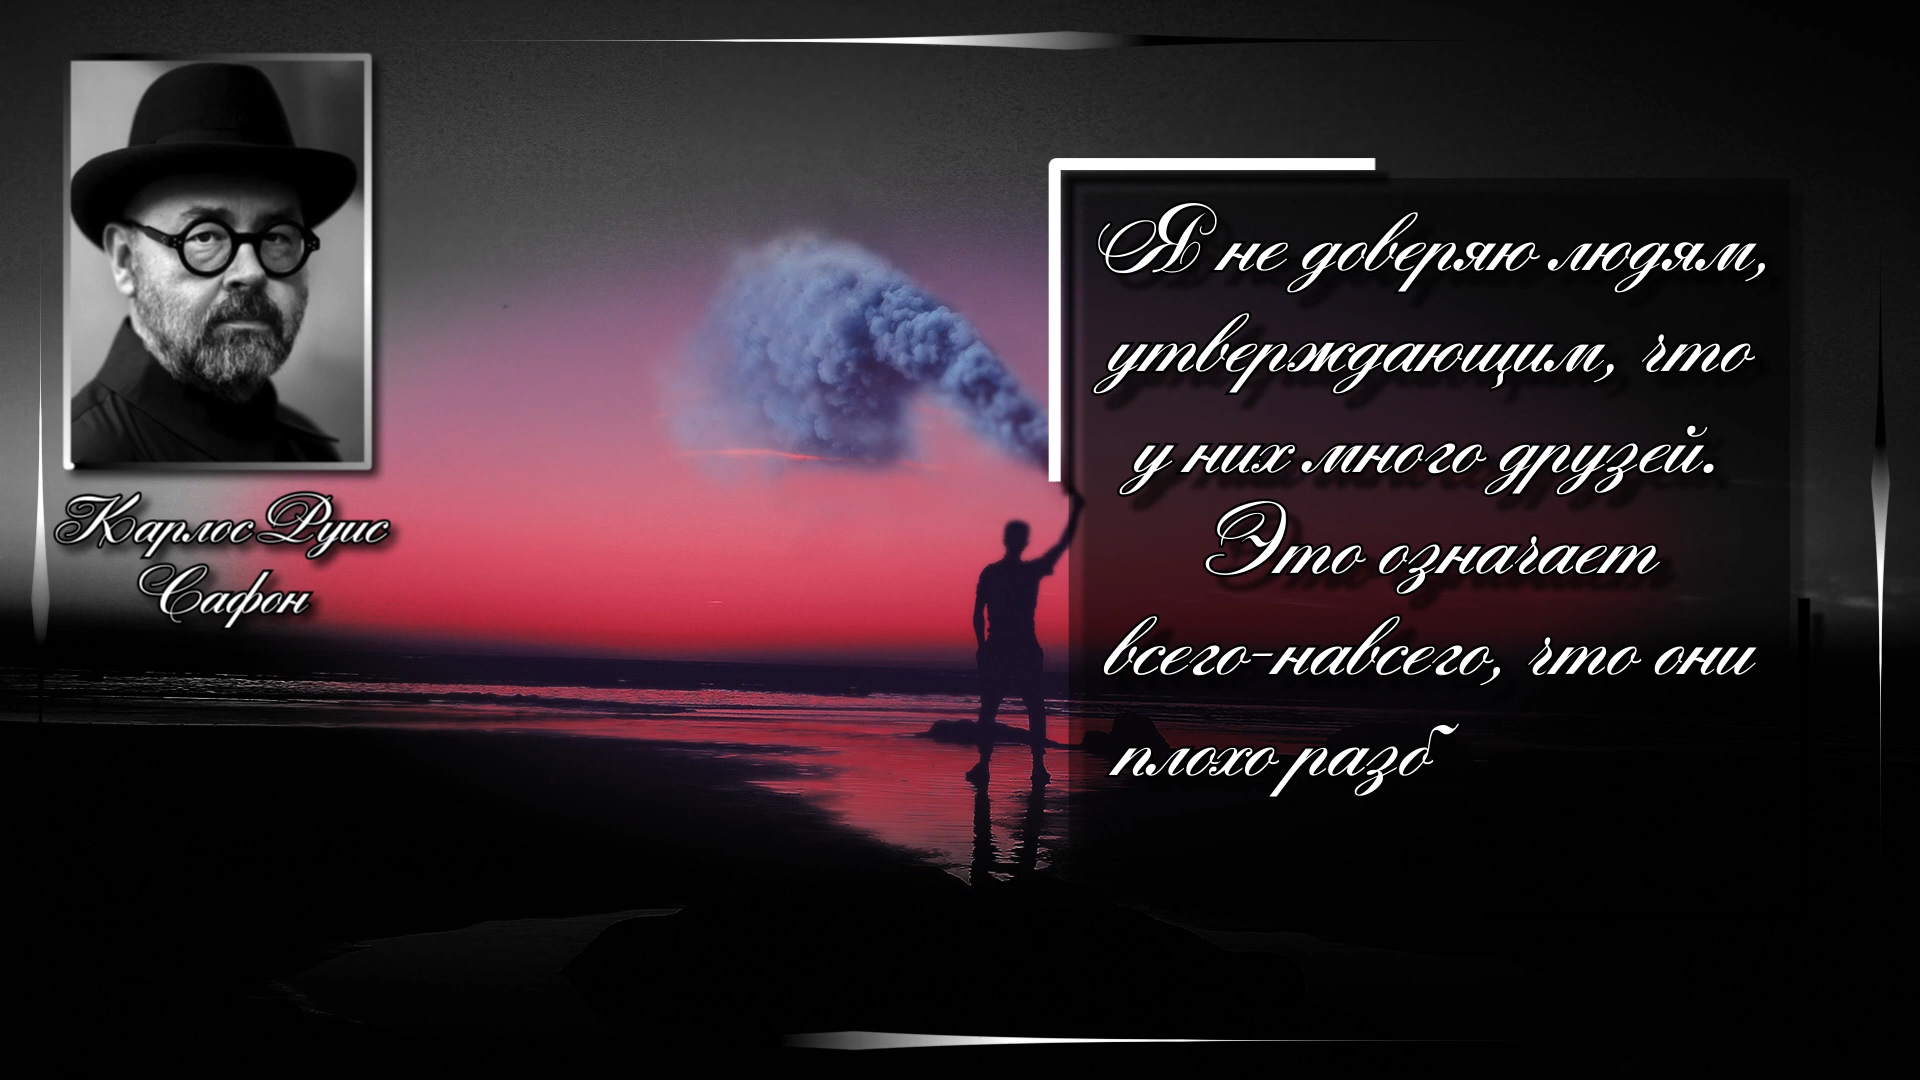 Карлос Руис
Сафон
Я не доверяю людям,
утверждающим, что
у них много друзей.
Это означает
всего-навсего, что они
плохо разб